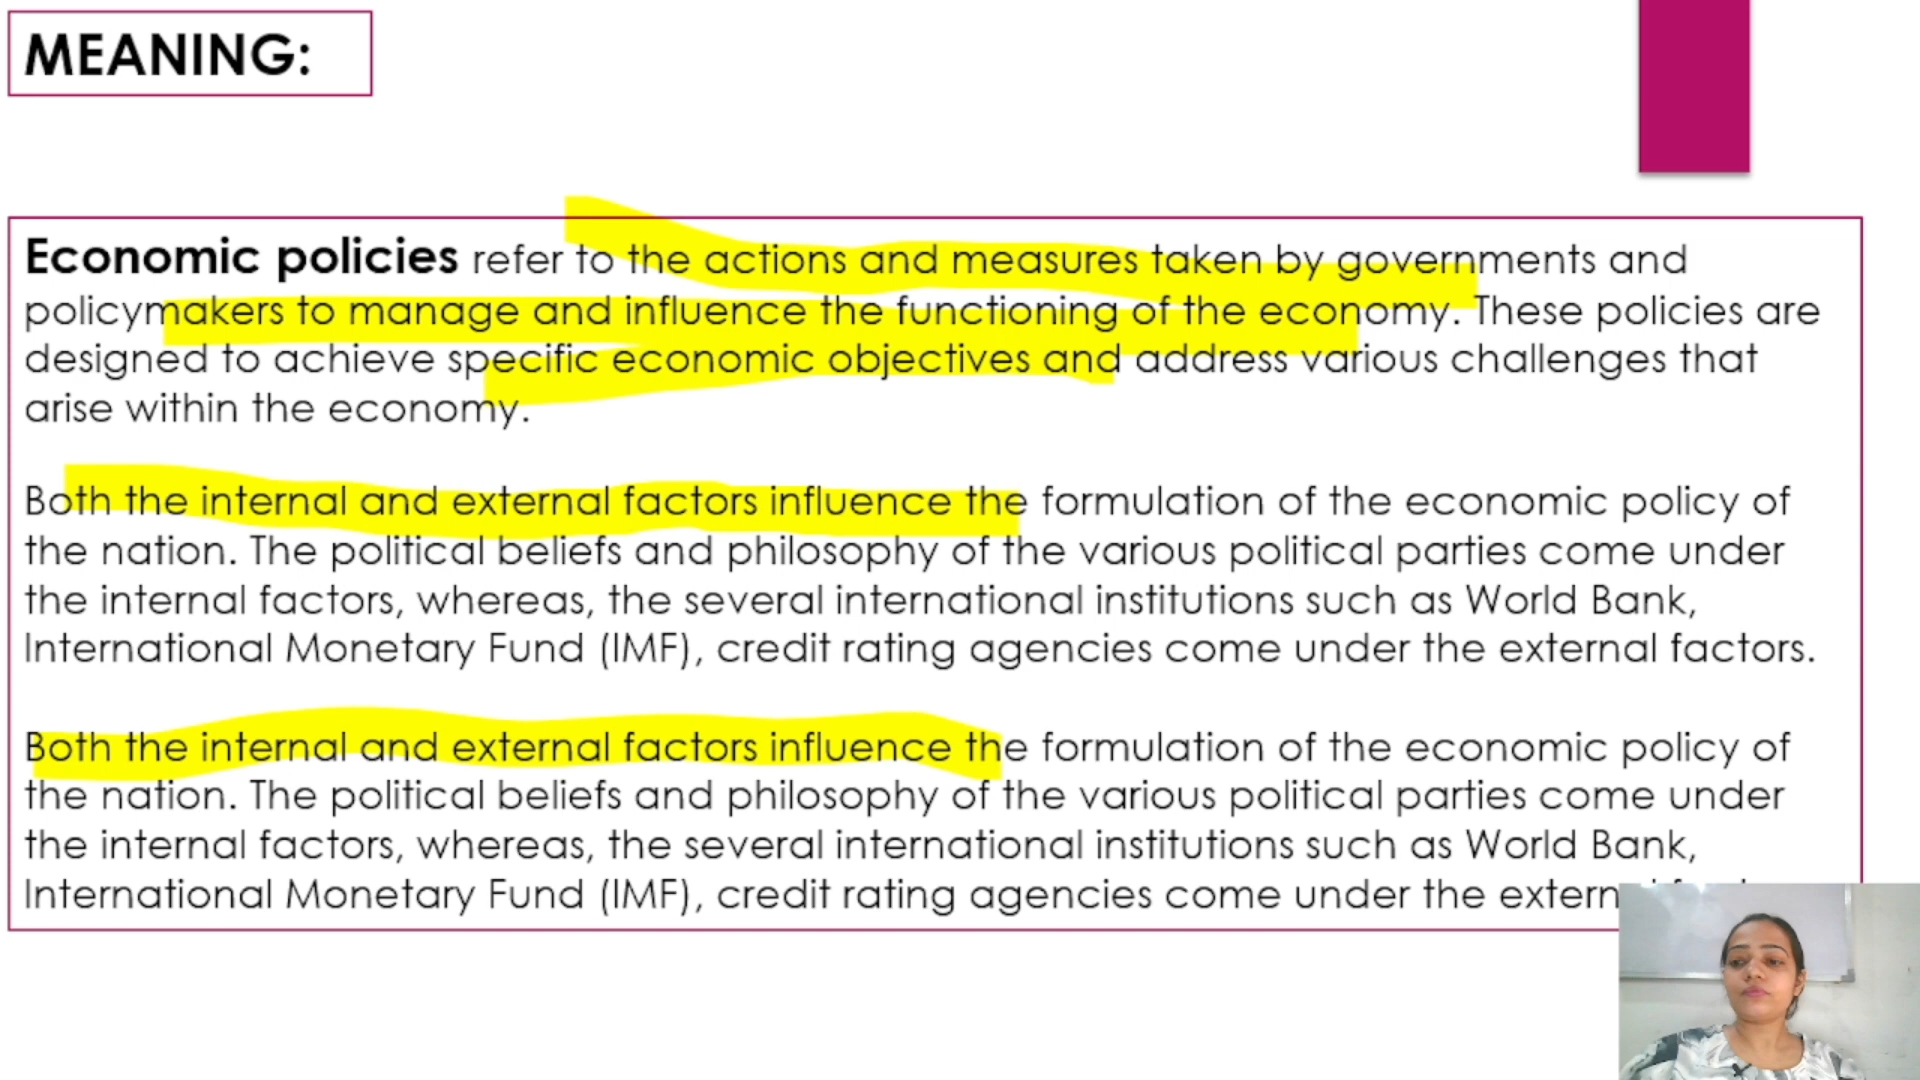 MEANING:
Economic policies refer to the actions and measures taken by governments and
policymakers to manage and influence the functioning of the economy. These policies are
designed to achieve specific economic objectives and address various challenges that
arise within the economy.
Both the internal and external factors influence the formulation of the economic policy of
the nation. The political beliefs and philosophy of the various political parties come under
the internal factors, whereas, the several international institutions such as World Bank,
International Monetary Fund (IMF), credit rating agencies come under the external factors.
Both the internal and external factors influence the formulation of the economic policy of
the nation. The political beliefs and philosophy of the various political parties come under
the internal factors, whereas, the several international institutions such as World Bank,
International Monetary Fund (IMF), credit rating agencies come under the extern